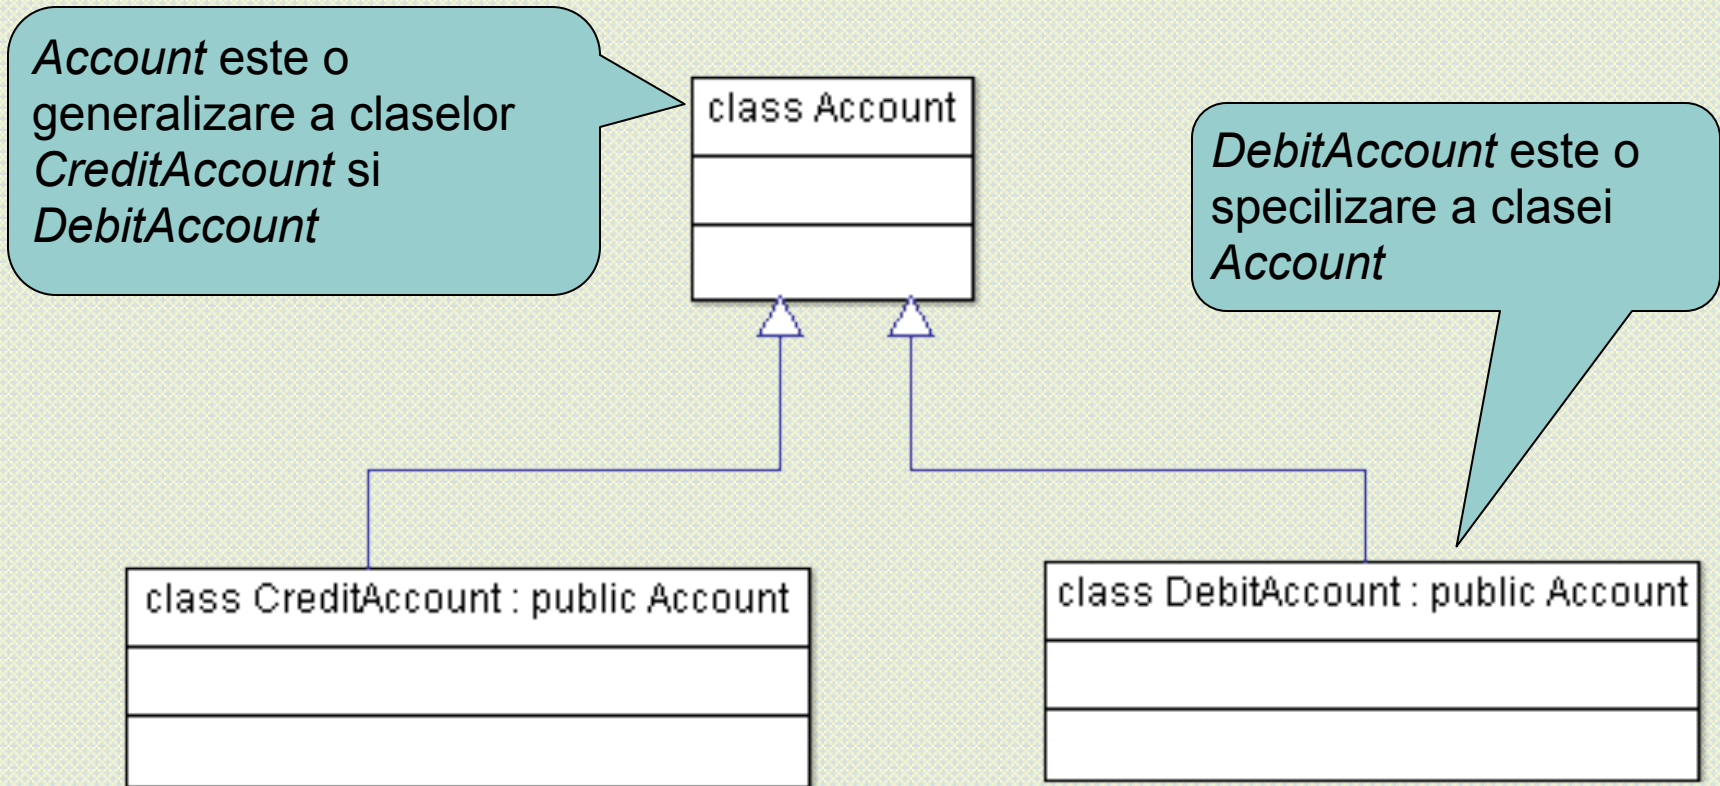 Account este o
generalizare a claselor
CreditAccount si
DebitAccount
class Account
DebitAccount este o
specilizare a clasei
Account
class CreditAccount : public Account
class DebitAccount : public Account